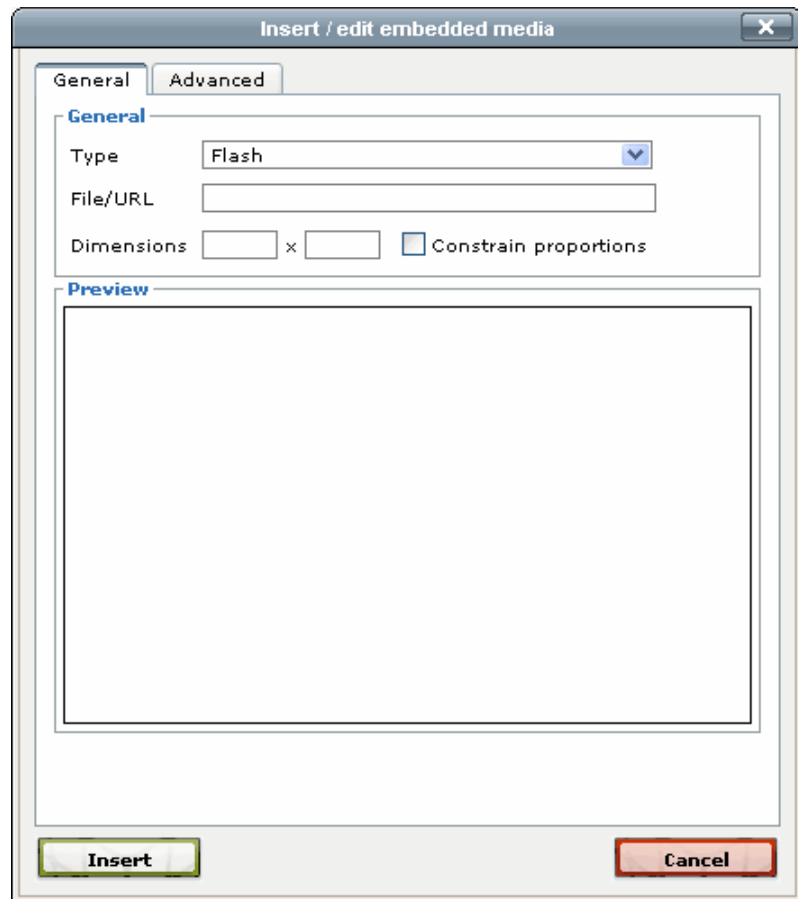 Insert / edit embedded media
General Advanced
General
Type Flash
File/URL
Dimensions x Constrain proportions
Preview
Insert Cancel